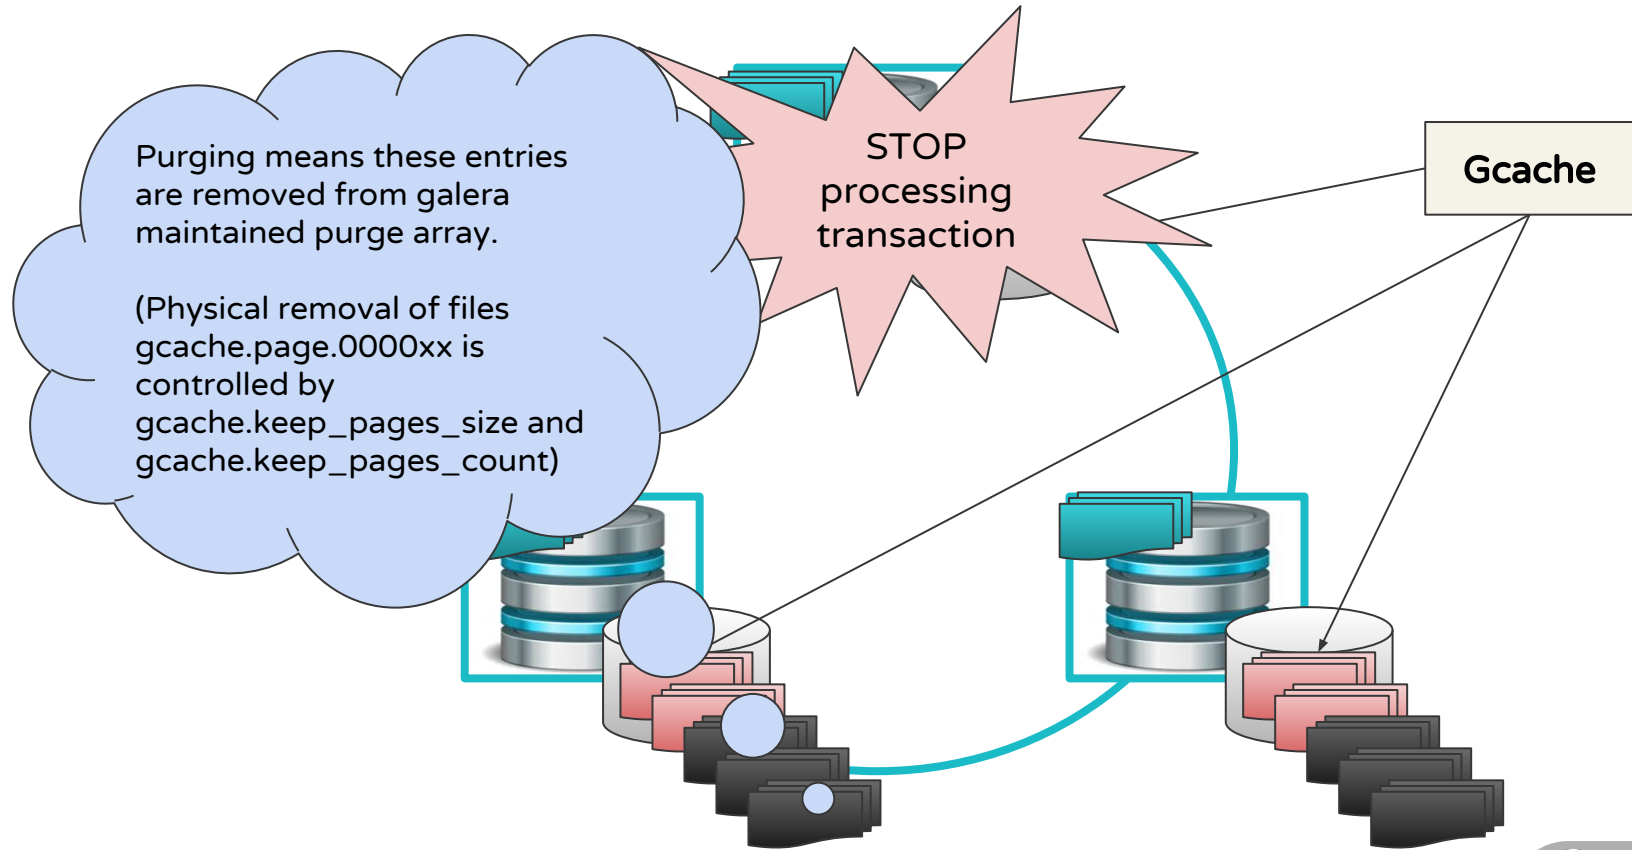 Purging means these entries
are removed from galera
maintained purge array.
(Physical removal of files
gcache.page.0000xx is
controlled by
gcache.keep_pages_size and
gcache.keep_pages_count)
STOP
processing
transaction
Gcache